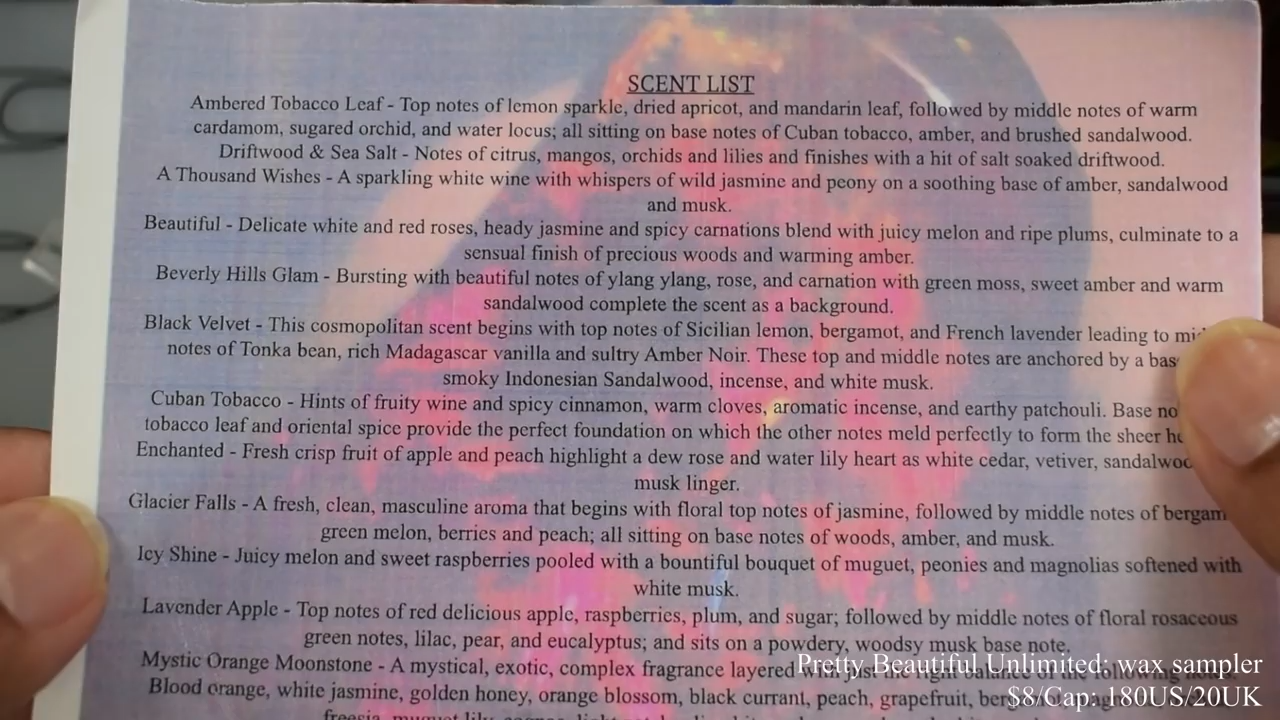 SCENT LIST
Ambered Tobacco Leaf - Top notes of lemon sparkle, dried apricot, and mandarin leaf, followed by middle notes of warm
cardamom, sugared orchid, and water locus; all sitting on base notes of Cuban tobacco, amber, and brushed sandalwood.
Driftwood & Sea Salt - Notes of citrus, mangos, orchids and lilies and finishes with a hit of salt soaked driftwood.
A Thousand Wishes - A sparkling white wine with whispers of wild jasmine and peony on a soothing base of amber, sandalwood
and musk.
Beautiful - Delicate white and red roses, heady jasmine and spicy carnations blend with juicy melon and ripe plums, culminate to a
sensual finish of precious woods and warming amber.
Beverly Hills Glam - Bursting with beautiful notes of ylang ylang, rose, and carnation with green moss, sweet amber and warm
sandalwood complete the scent as a background.
Black Velvet - This cosmopolitan scent begins with top notes of Sicilian lemon, bergamot, and French lavender leading to
notes of Tonka bean, rich Madagascar vanilla and sultry Amber Noir. These top and middle notes are anchored by a
smoky Indonesian Sandalwood, incense, and white musk.
Cuban Tobacco - Hints of fruity wine and spicy cinnamon, warm cloves, aromatic incense, and earthy patchouli. Base
tobacco leaf and oriental spice provide the perfect foundation on which the other notes meld perfectly to form the sheer
Enchanted - Fresh crisp fruit of apple and peach highlight a dew rose and water lily heart as white cedar, vetiver,
musk linger.
Glacier Falls - A fresh, clean, masculine aroma that begins with floral top notes of jasmine, followed by middle notes of
green melon, berries and peach; all sitting on base notes of woods, amber, and musk.
Icy Shine - Juicy melon and sweet raspberries pooled with a bountiful bouquet of muguet, peonies and magnolias softened with
white musk.
Lavender Apple - Top notes of red delicious apple, raspberries, plum, and sugar; followed by middle notes of floral rosaceous
green notes, lilac, pear, and eucalyptus; and sits on a powdery, woodsy musk base note.
Mystic Orange Moonstone - A mystical, exotic, complex fragrance layered with just the right balance of the following notes:
Blood orange, white jasmine, golden honey, orange blossom, black currant, peach, grapefruit,
Pretty Beautiful Unlimited: wax sampler
$8/Cap: 180US/20UK